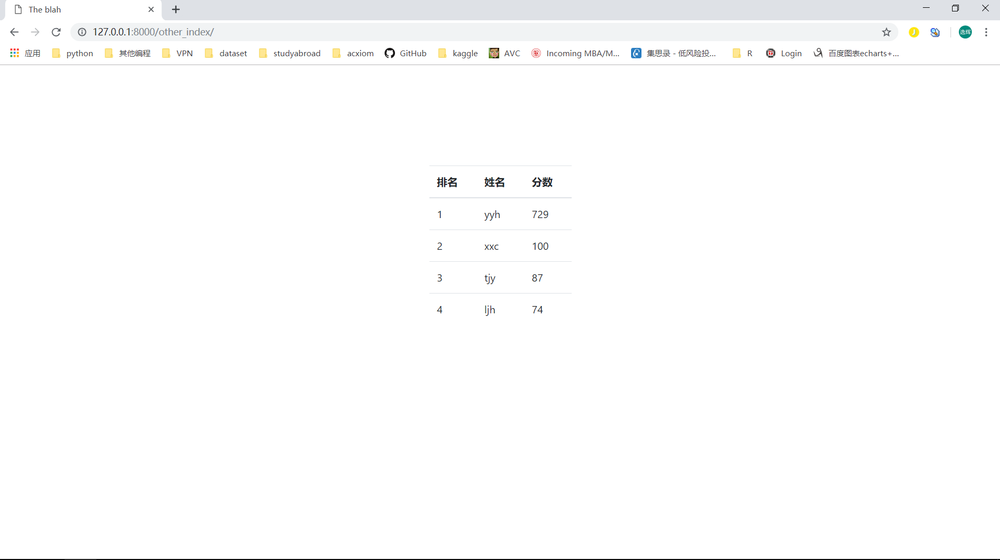 The blah
127.0.0.1:8000/other_index/
逸辉
应用 python 其他编程 VPN dataset studyabroad acxiom GitHub kaggle AVC Incoming MBA/M... 集思录 - 低风险投... R Login 百度图表echarts+...
排名 姓名 分数
1 yyh 729
2 xxc 100
3 tjy 87
4 ljh 74